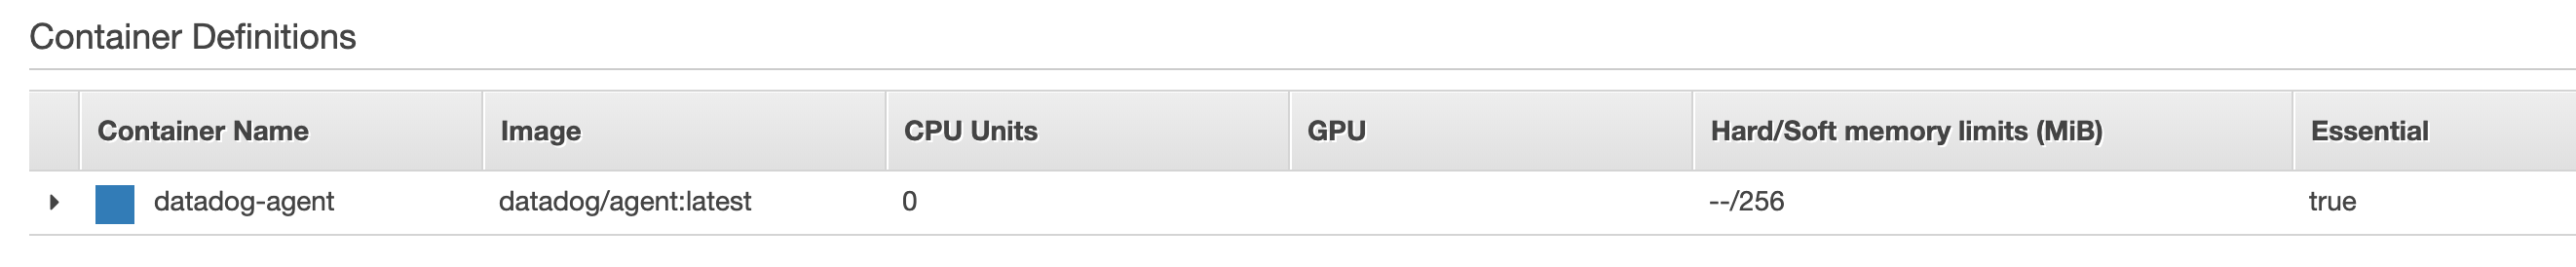 Container Definitions
Container Name Image CPU Units GPU Hard/Soft memory limits (MiB) Essential
datadog-agent datadog/agent:latest 0 --/256 true